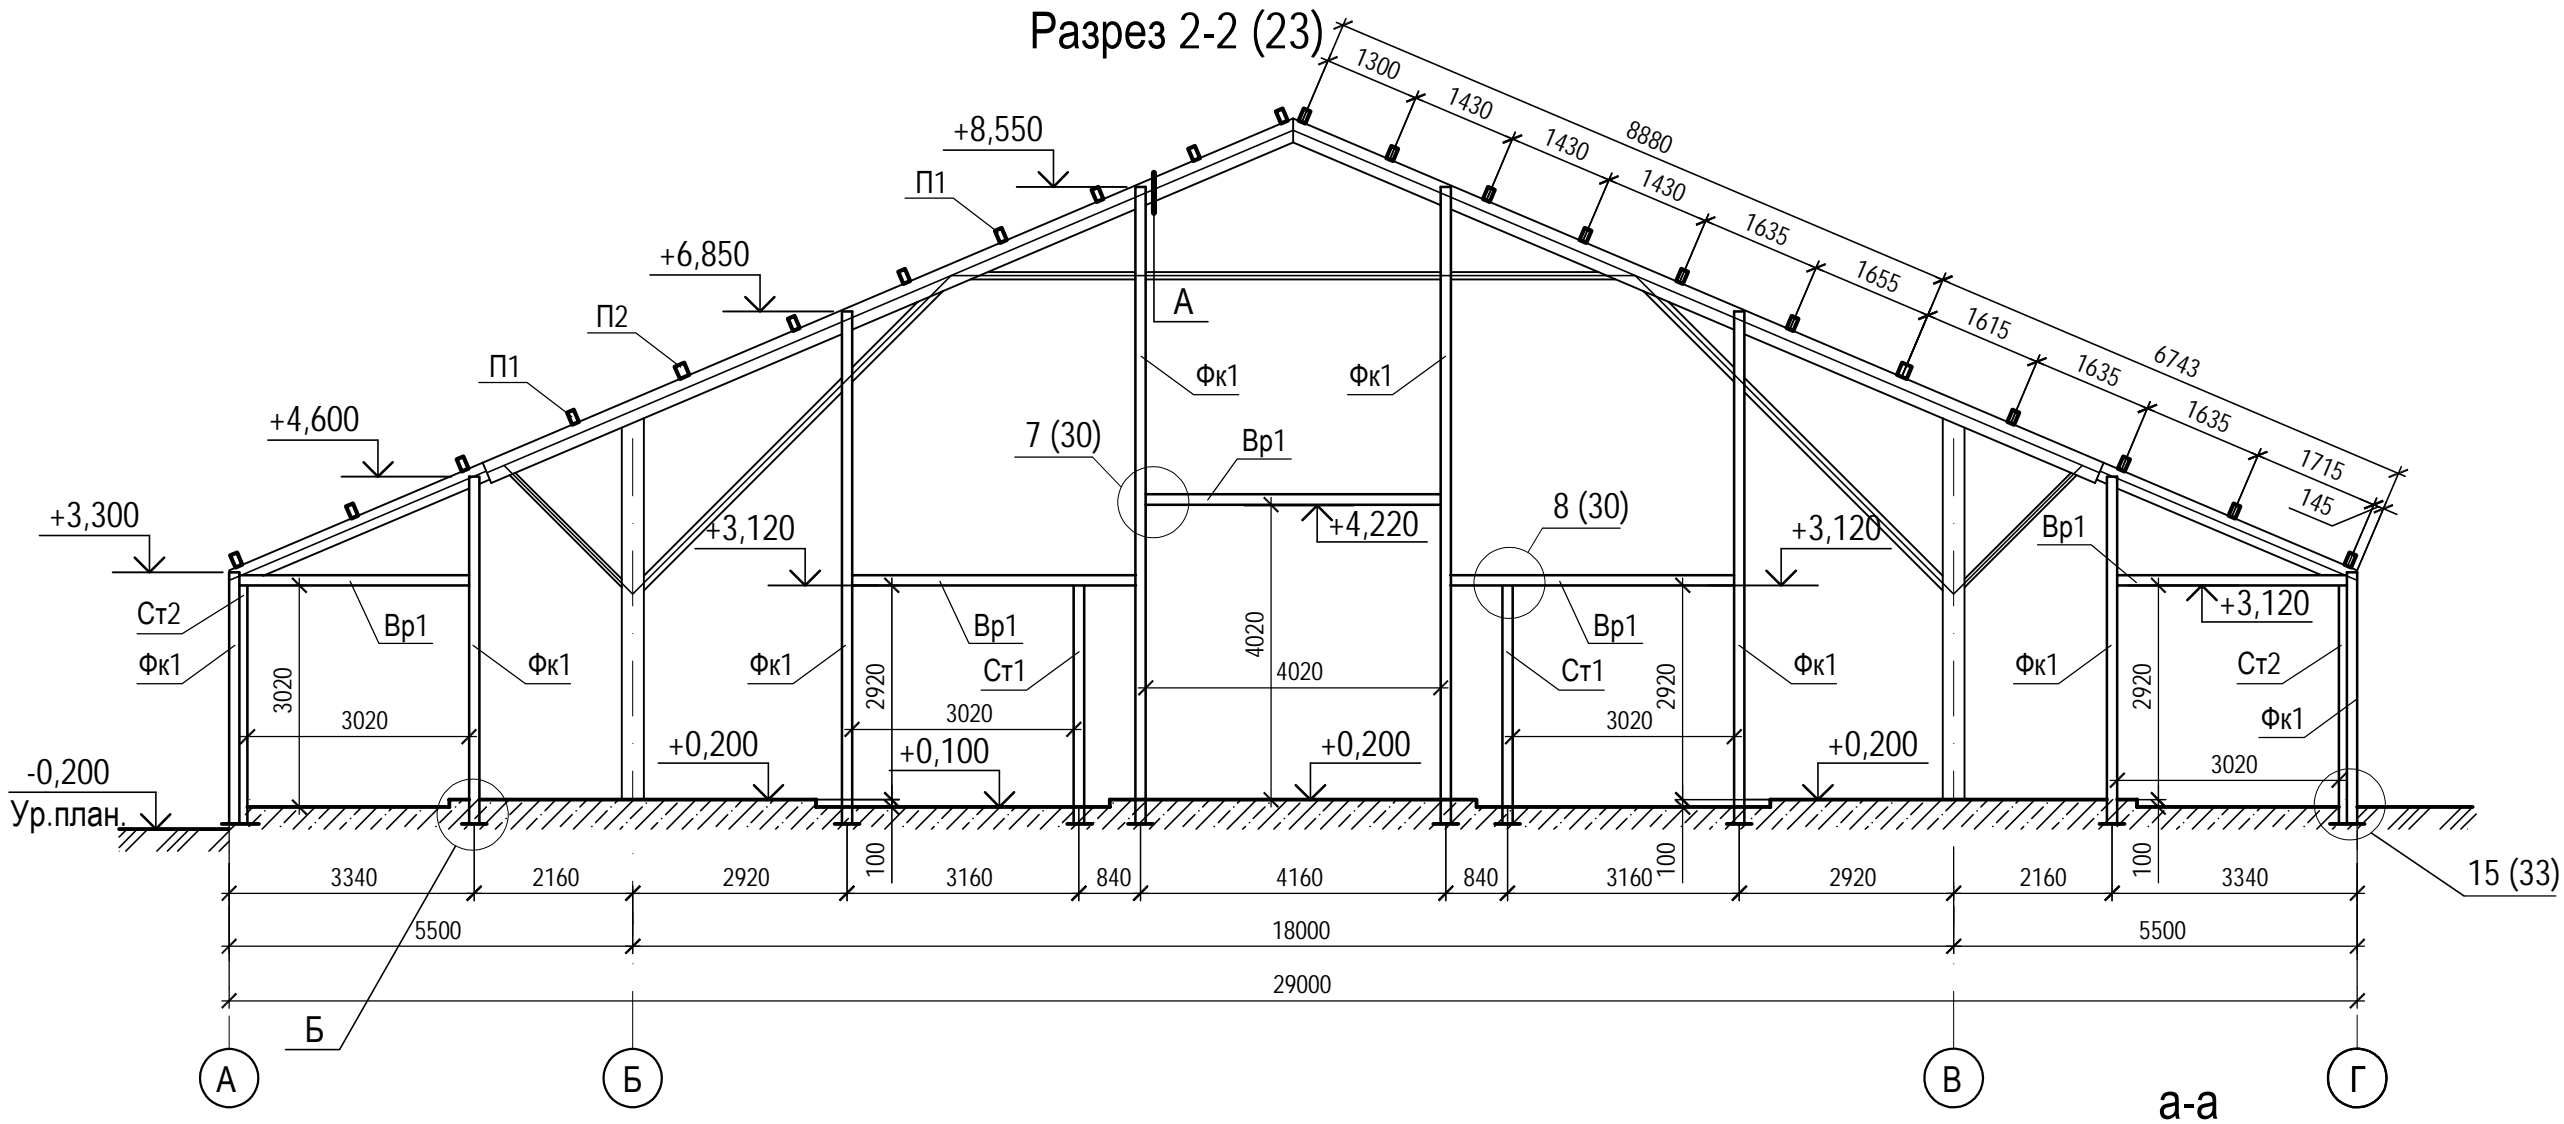 Разрез 2-2 (23)
1300
1430
1430
1430
1635
1655
1615
1635
1635
1715
145
8880
6743
+8,550
П1
+6,850
А
П2
П1
Фк1
Фк1
+4,600
7 (30)
Вр1
8 (30)
+3,300
+3,120
+4,220
+3,120
Вр1
Ст2
Вр1
Вр1
Вр1
+3,120
Фк1
Фк1
Фк1
Ст1
Ст1
Фк1
Фк1
Ст2
3020
2920
4020
4020
2920
2920
Фк1
3020
3020
3020
3020
+0,200
+0,100
+0,200
+0,200
-0,200
Ур.план.
100
100
100
15 (33)
3340
2160
2920
3160
840
4160
840
3160
2920
2160
3340
5500
18000
5500
29000
Б
А
Б
В
Г
а-а